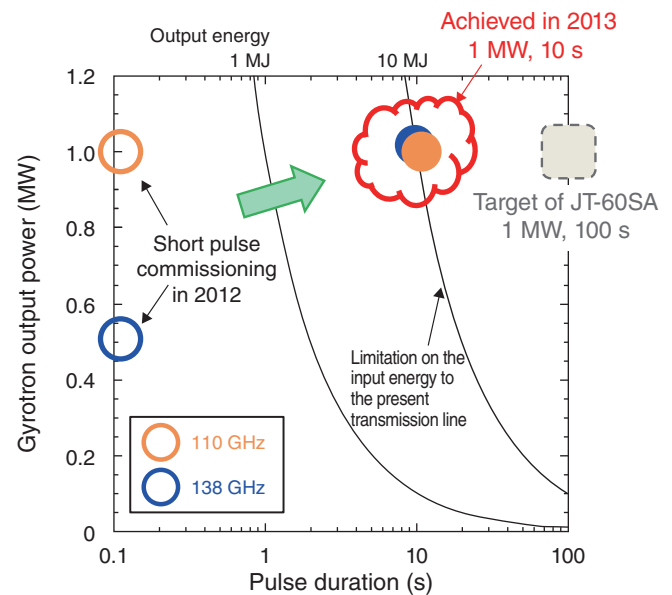 Output energy
1 MJ
10 MJ
Achieved in 2013
1 MW, 10 s
Gyrotron output power (MW)
1.2
1.0
0.8
0.6
0.4
0.2
0
Short pulse
commissioning
in 2012
Target of JT-60SA
1 MW, 100 s
Limitation on the
input energy to
the present
transmission line
110 GHz
138 GHz
0.1
1
10
100
Pulse duration (s)